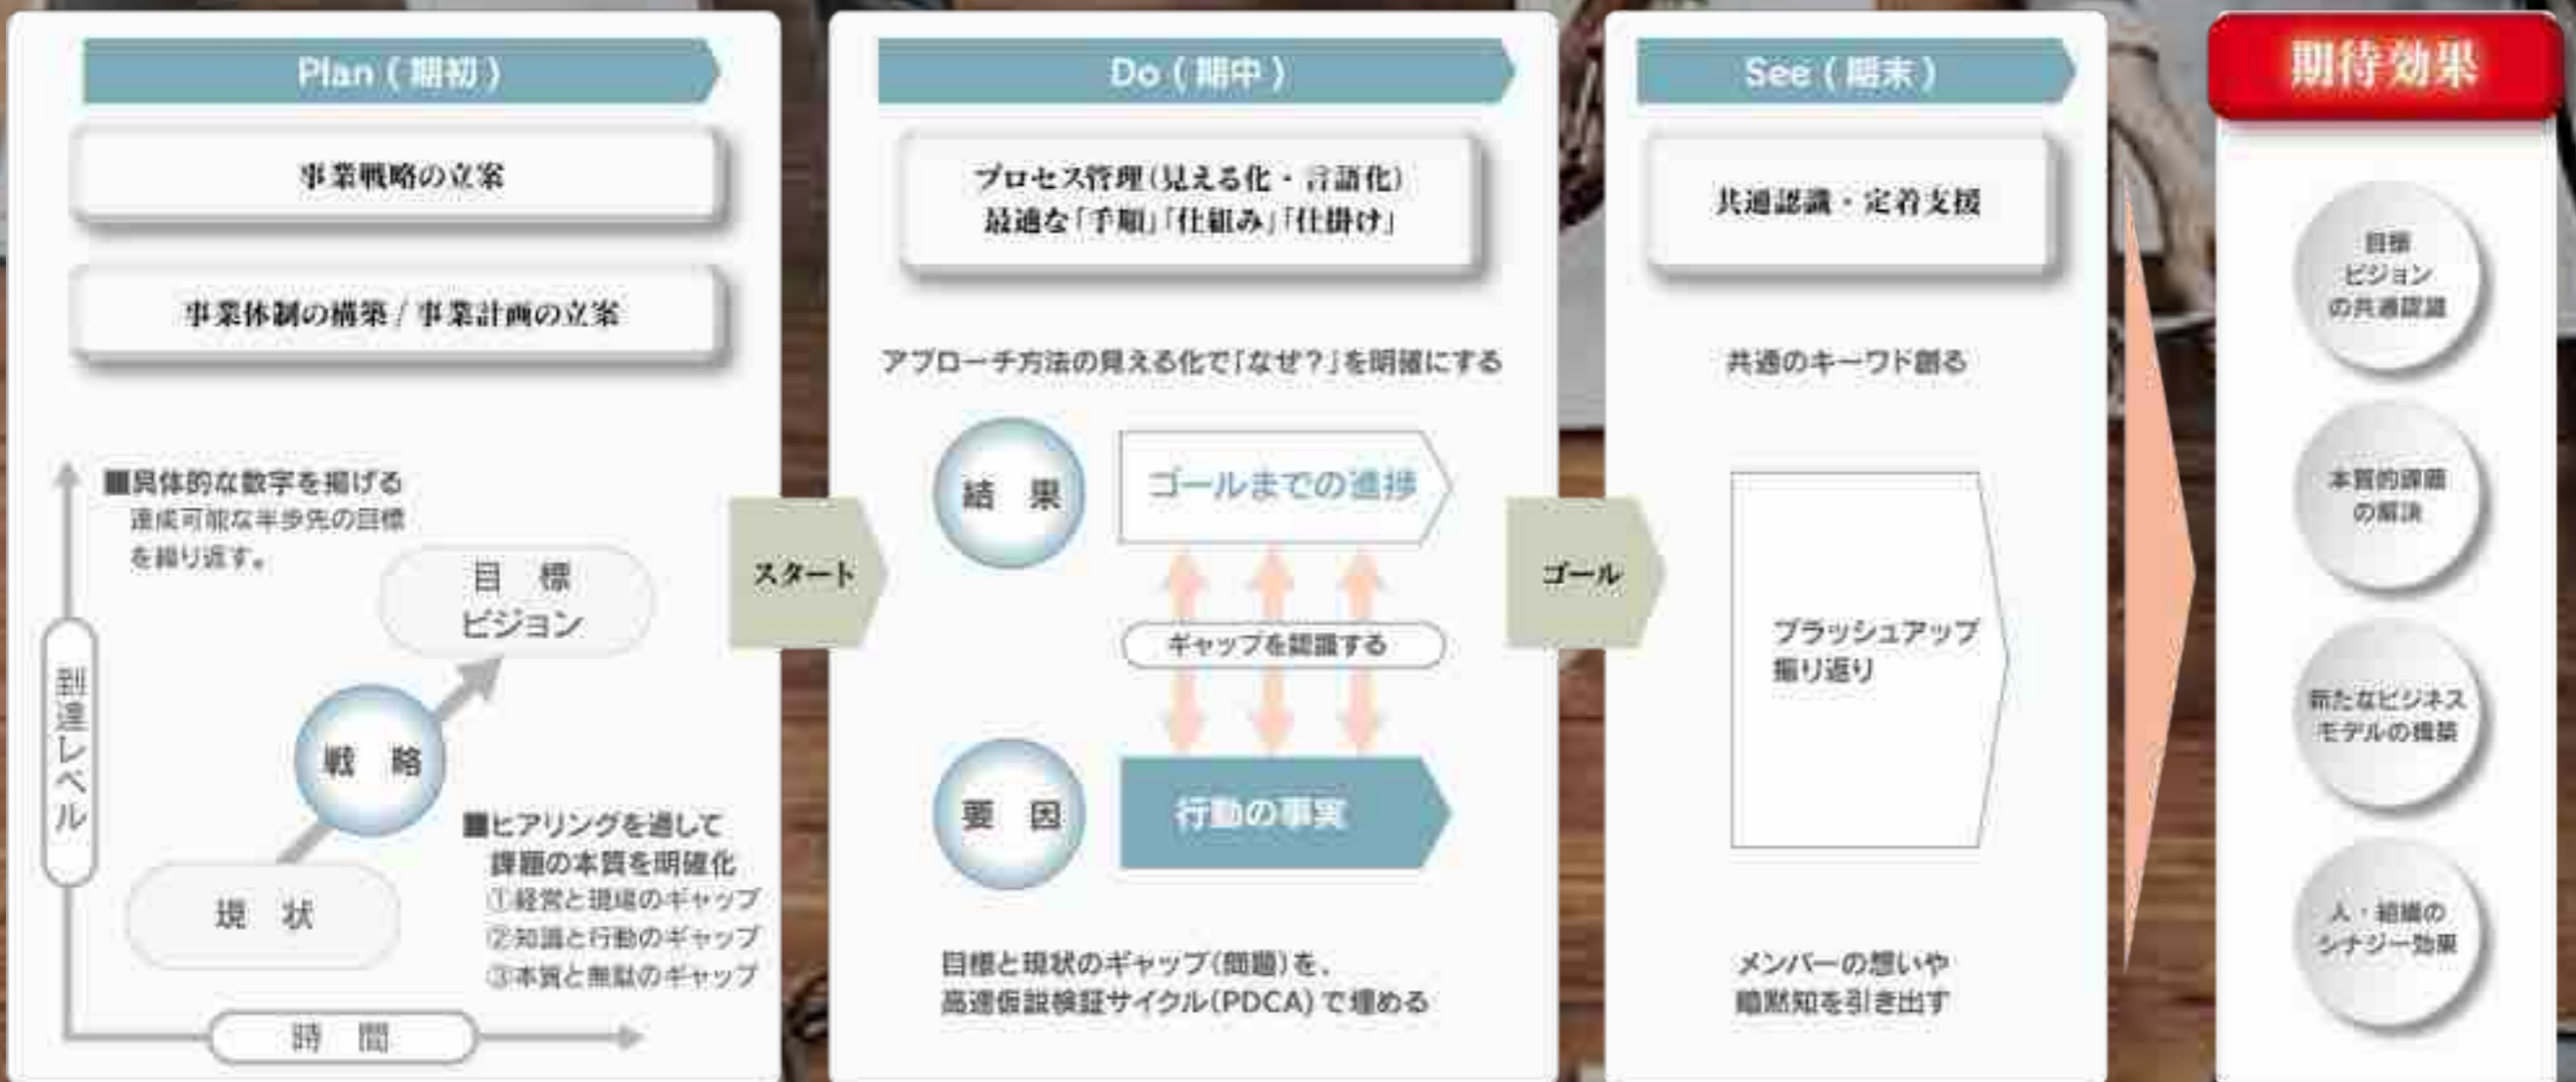 Plan ( 期初 )
事業戦略の立案
事業体制の構築 / 事業計画の立案
■具体的な数字を掲げる
達成可能な半歩先の目標
を繰り返す。
目 標
ビジョン
戦 略
現 状
到達レベル
時 間
■ヒアリングを通して
課題の本質を明確化
①経営と現場のギャップ
②知識と行動のギャップ
③本質と無駄のギャップ
スタート
Do ( 期中 )
プロセス管理(見える化・言語化)
最適な「手順」「仕組み」「仕掛け」
アプローチ方法の見える化で「なぜ?」を明確にする
結 果
ゴールまでの進捗
ギャップを認識する
要 因
行動の事実
目標と現状のギャップ(問題)を、
高速仮説検証サイクル(PDCA) で埋める
ゴール
See ( 期末 )
共通認識・定着支援
共通のキーワド創る
ブラッシュアップ
振り返り
メンバーの想いや
暗黙知を引き出す
期待効果
目標
ビジョン
の共通認識
本質的課題
の解決
新たなビジネス
モデルの構築
人・組織の
シナジー効果